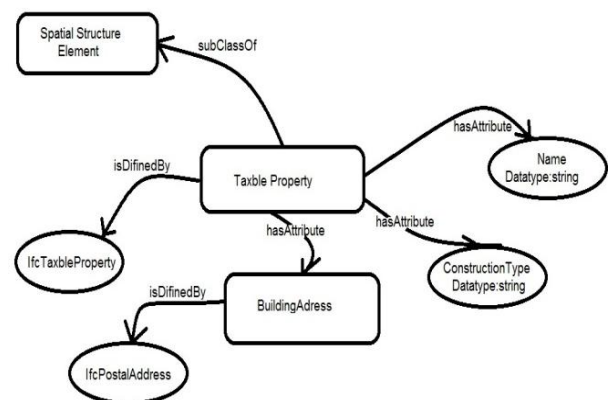 Spatial Structure
Element
subClassOf
hasAttribute
Name
Datatype:string
isDifinedBy
Taxble Property
hasAttribute
hasAttribute
IfcTaxbleProperty
ConstructionType
Datatype:string
isDifinedBy
BuildingAdress
IfcPostalAddress